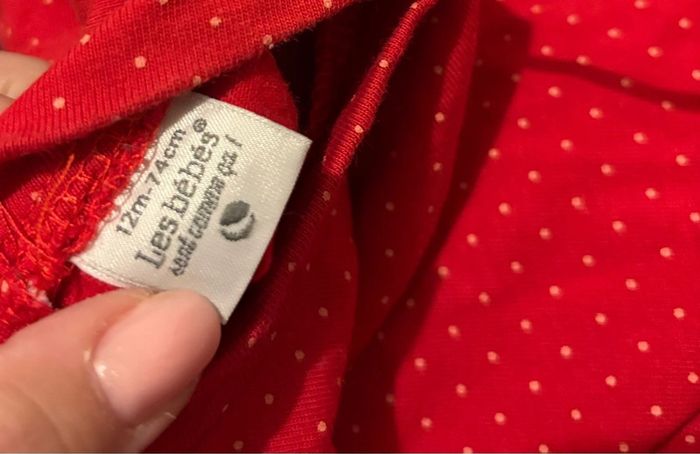 12m-74cm
Les bébés®
sont comme ça !